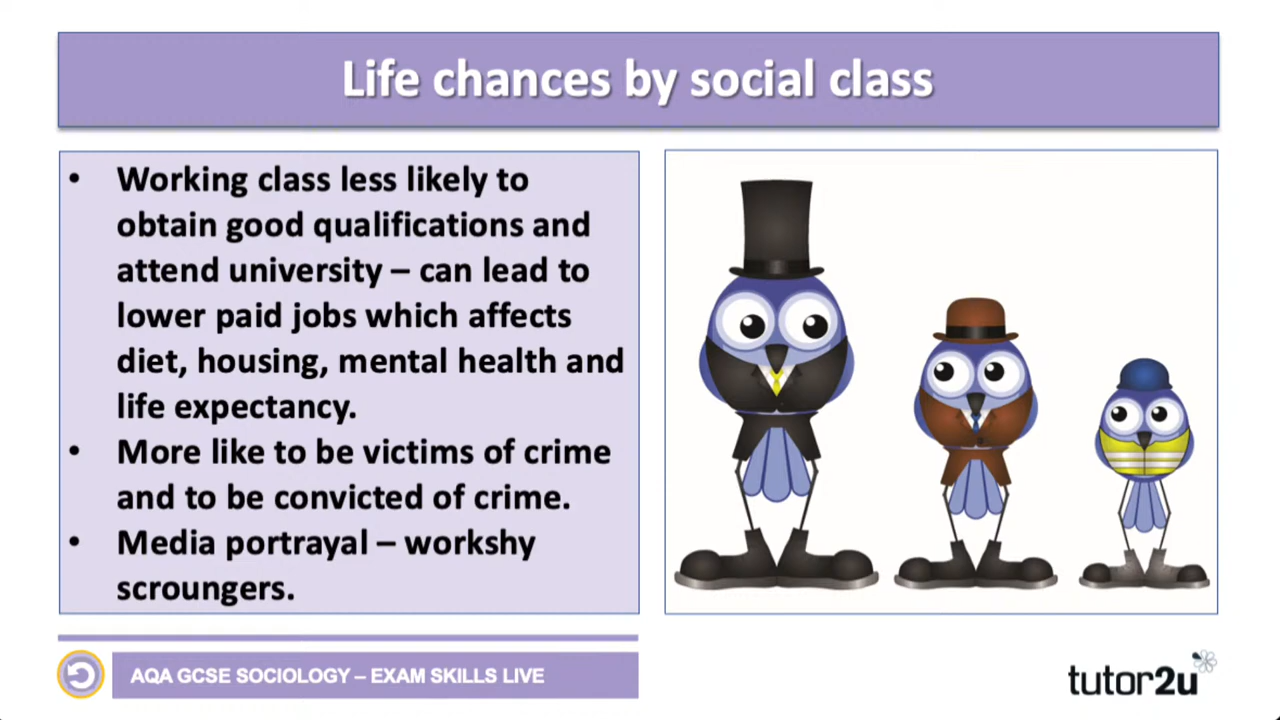 Life chances by social class
• Working class less likely to
obtain good qualifications and
attend university – can lead to
lower paid jobs which affects
diet, housing, mental health and
life expectancy.
• More like to be victims of crime
and to be convicted of crime.
• Media portrayal – workshy
scroungers.
AQA GCSE SOCIOLOGY – EXAM SKILLS LIVE
tutor2u